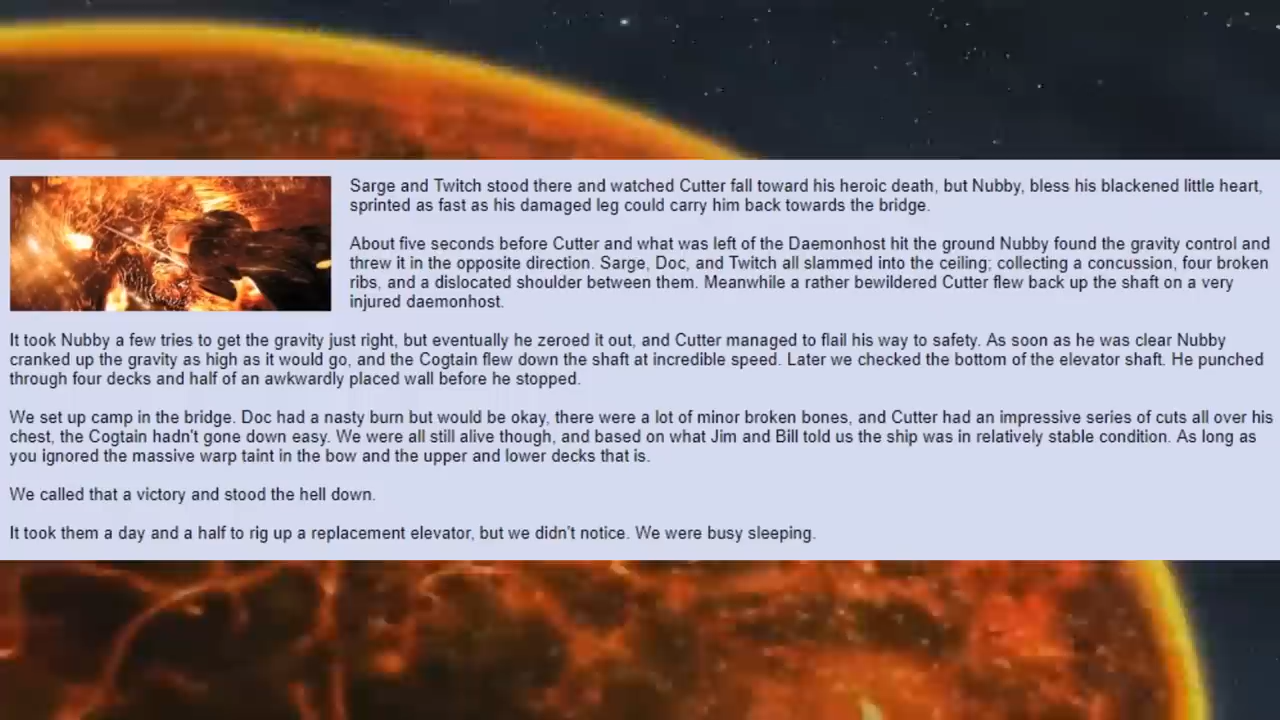 Sarge and Twitch stood there and watched Cutter fall toward his heroic death, but Nubby, bless his blackened little heart,
sprinted as fast as his damaged leg could carry him back towards the bridge.
About five seconds before Cutter and what was left of the Daemonhost hit the ground Nubby found the gravity control and
threw it in the opposite direction. Sarge, Doc, and Twitch all slammed into the ceiling; collecting a concussion, four broken
ribs, and a dislocated shoulder between them. Meanwhile a rather bewildered Cutter flew back up the shaft on a very
injured daemonhost.
It took Nubby a few tries to get the gravity just right, but eventually he zeroed it out, and Cutter managed to flail his way to safety. As soon as he was clear Nubby
cranked up the gravity as high as it would go, and the Cogtain flew down the shaft at incredible speed. Later we checked the bottom of the elevator shaft. He punched
through four decks and half of an awkwardly placed wall before he stopped.
We set up camp in the bridge. Doc had a nasty burn but would be okay, there were a lot of minor broken bones, and Cutter had an impressive series of cuts all over his
chest, the Cogtain hadn't gone down easy. We were all still alive though, and based on what Jim and Bill told us the ship was in relatively stable condition. As long as
you ignored the massive warp taint in the bow and the upper and lower decks that is.
We called that a victory and stood the hell down.
It took them a day and a half to rig up a replacement elevator, but we didn't notice. We were busy sleeping.